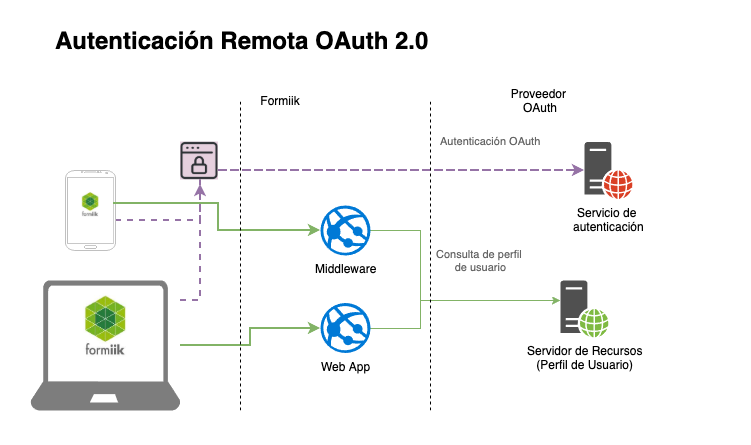 Autenticación Remota OAuth 2.0
Formiik
Proveedor
OAuth
Autenticación OAuth
Servicio de
autenticación
Middleware
Consulta de perfil
de usuario
formiik
Web App
Servidor de Recursos
(Perfil de Usuario)